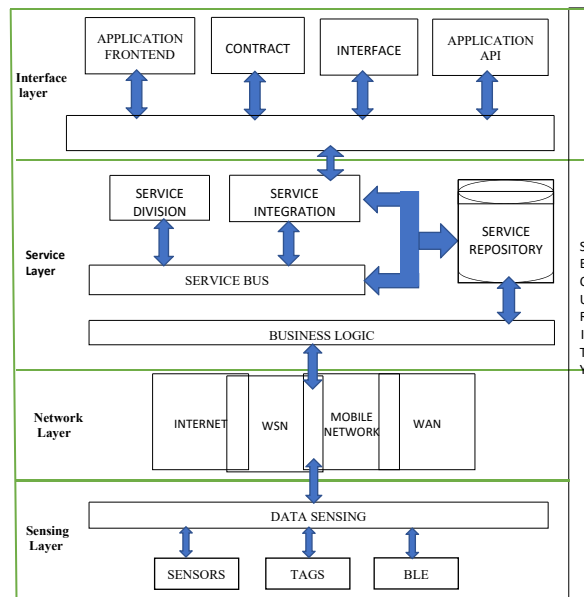 APPLICATION
FRONTEND
CONTRACT
INTERFACE
APPLICATION
API
Interface
layer
SERVICE
DIVISION
SERVICE
INTEGRATION
SERVICE
REPOSITORY
Service
Layer
SERVICE BUS
BUSINESS LOGIC
Network
Layer
INTERNET
WSN
MOBILE
NETWORK
WAN
DATA SENSING
Sensing
Layer
SENSORS
TAGS
BLE
S
E
C
U
R
I
T
Y